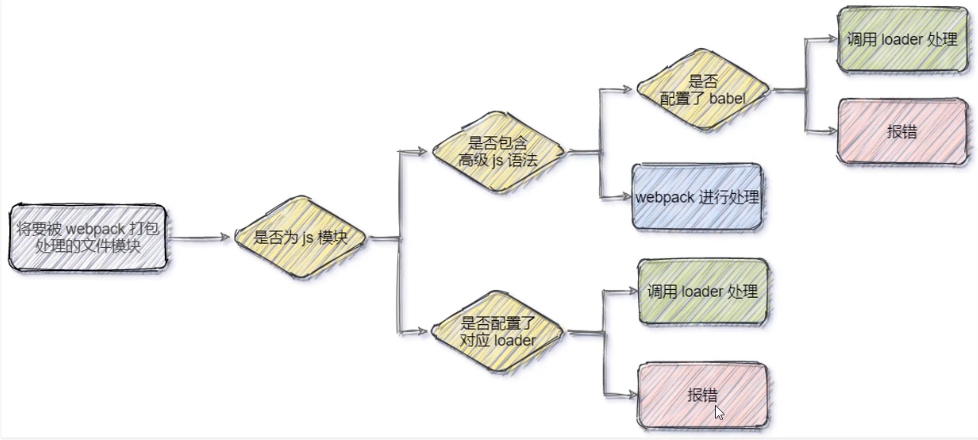 将要被 webpack 打包
处理的文件模块
是否为 js 模块
是否包含
高级 js 语法
是否
配置了 babel
调用 loader 处理
报错
webpack 进行处理
是否配置了
对应 loader
调用 loader 处理
报错